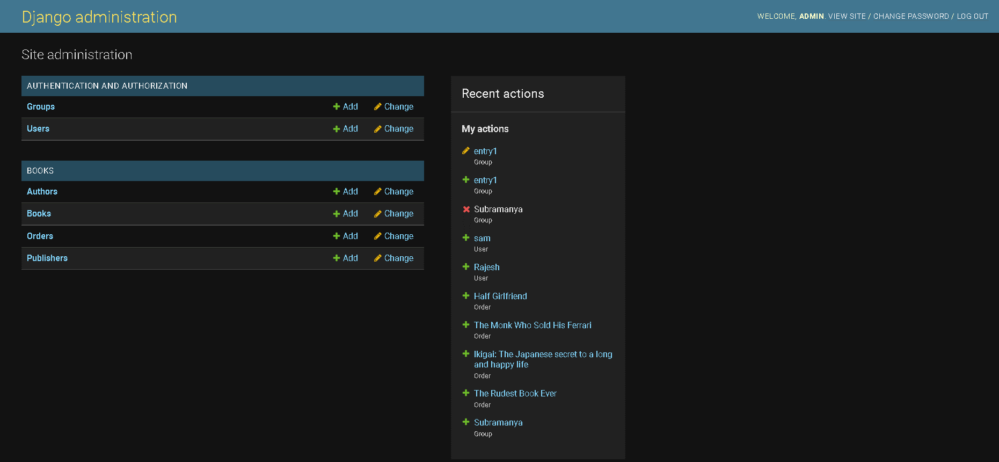 Django administration
WELCOME, ADMIN. VIEW SITE / CHANGE PASSWORD / LOG OUT
Site administration
AUTHENTICATION AND AUTHORIZATION
Groups Add Change
Users Add Change
BOOKS
Authors Add Change
Books Add Change
Orders Add Change
Publishers Add Change
Recent actions
My actions
entry1
Group
entry1
Group
Subramanya
Group
sam
User
Rajesh
User
Half Girlfriend
Order
The Monk Who Sold His Ferrari
Order
Ikigai: The Japanese secret to a long
and happy life
Order
The Rudest Book Ever
Order
Subramanya
Group